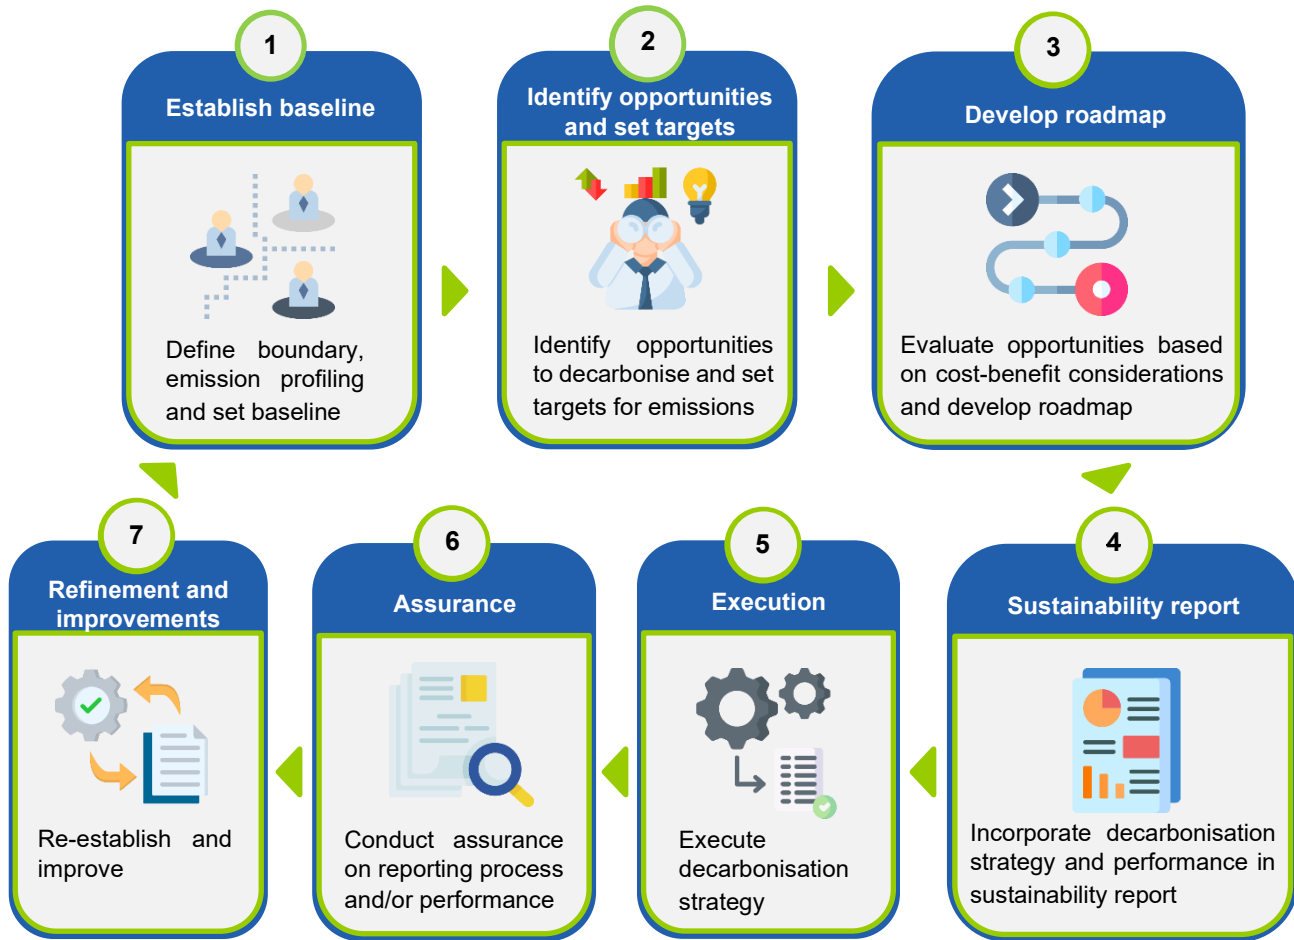 1
Establish baseline
Define boundary,
emission profiling
and set baseline
2
Identify opportunities
and set targets
Identify opportunities
to decarbonise and set
targets for emissions
3
Develop roadmap
Evaluate opportunities based
on cost-benefit considerations
and develop roadmap
4
Sustainability report
Incorporate decarbonisation
strategy and performance in
sustainability report
5
Execution
Execute
decarbonisation
strategy
6
Assurance
Conduct assurance
on reporting process
and/or performance
7
Refinement and
improvements
Re-establish and
improve